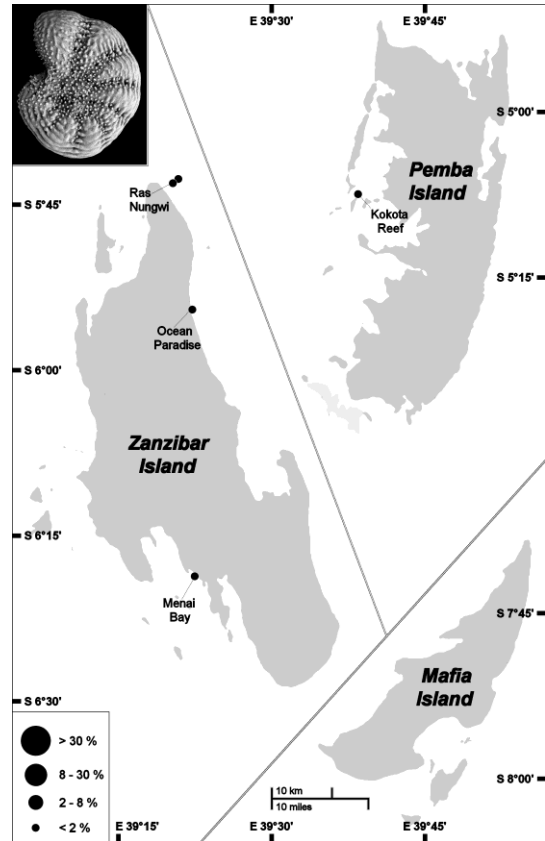 E 39°30'
E 39°45'
S 5°00'
Pemba
Island
Ras
Nungwi
S 5°45'
Kokota
Reef
S 5°15'
Ocean
Paradise
S 6°00'
Zanzibar
Island
S 6°15'
Menai
Bay
S 7°45'
Mafia
Island
S 6°30'
> 30 %
8 - 30 %
2 - 8 %
< 2 %
10 km
10 miles
S 8°00'
E 39°15'
E 39°30'
E 39°45'